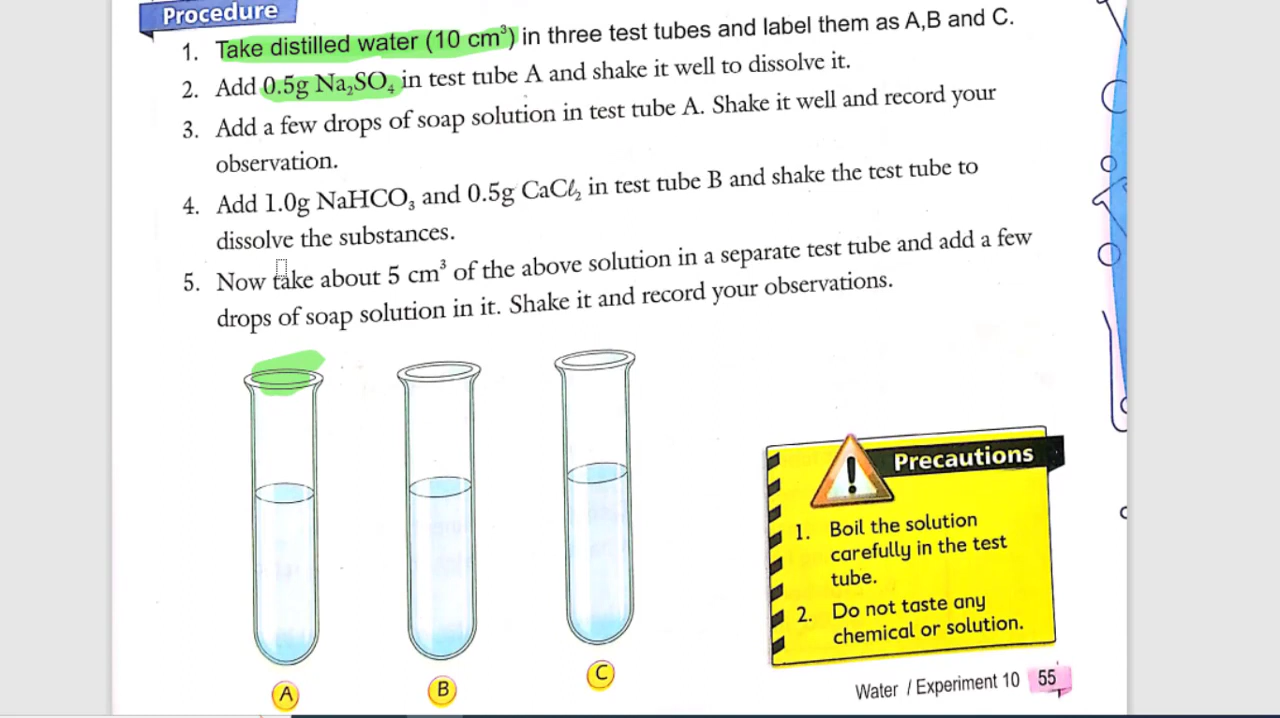 Procedure
1. Take distilled water (10 cm³) in three test tubes and label them as A,B and C.
2. Add 0.5g Na₂SO₄ in test tube A and shake it well to dissolve it.
3. Add a few drops of soap solution in test tube A. Shake it well and record your
observation.
4. Add 1.0g NaHCO₃ and 0.5g CaCl₂ in test tube B and shake the test tube to
dissolve the substances.
5. Now take about 5 cm³ of the above solution in a separate test tube and add a few
drops of soap solution in it. Shake it and record your observations.
A
B
C
Precautions
1. Boil the solution
carefully in the test
tube.
2. Do not taste any
chemical or solution.
Water / Experiment 10 55